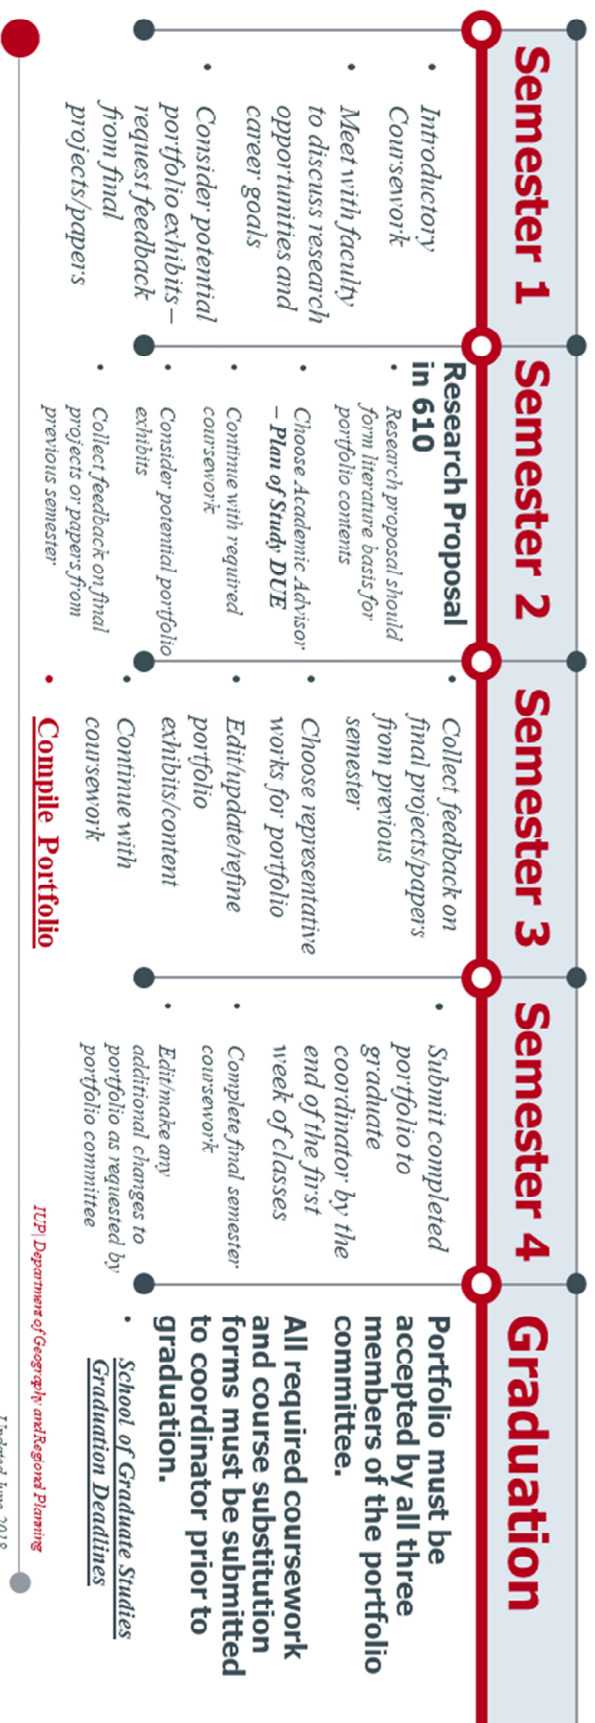 Semester 1
Introductory
Coursework
Meet with faculty
to discuss research
opportunities and
career goals
Consider potential
portfolio exhibits –
request feedback
from final
projects/papers
Semester 2
Research Proposal
in 610
Research proposal should
form literature basis for
portfolio contents
Choose Academic Advisor
– Plan of Study DUE
Continue with required
coursework
Consider potential portfolio
exhibits
Collect feedback on final
projects or papers from
previous semester
Semester 3
Collect feedback on
final projects/papers
from previous
semester
Choose representative
works for portfolio
Edit/update/refine
portfolio
exhibits/content
Continue with
coursework
Compile Portfolio
Semester 4
Submit completed
portfolio to
graduate
coordinator by the
end of the first
week of classes
Complete final semester
coursework
Edit/make any
additional changes to
portfolio as requested by
portfolio committee
Graduation
Portfolio must be
accepted by all three
members of the portfolio
committee.
All required coursework
and course substitution
forms must be submitted
to coordinator prior to
graduation.
School of Graduate Studies
Graduation Deadlines
IUP| Department of Geography and Regional Planning
Updated June 2018